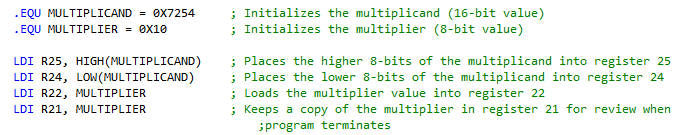 .EQU MULTIPLICAND = 0X7254 ; Initializes the multiplicand (16-bit value)
.EQU MULTIPLIER = 0X10 ; Initializes the multiplier (8-bit value)
LDI R25, HIGH(MULTIPLICAND) ; Places the higher 8-bits of the multiplicand into register 25
LDI R24, LOW(MULTIPLICAND) ; Places the lower 8-bits of the multiplicand into register 24
LDI R22, MULTIPLIER ; Loads the multiplier value into register 22
LDI R21, MULTIPLIER ; Keeps a copy of the multiplier in register 21 for review when
;program terminates